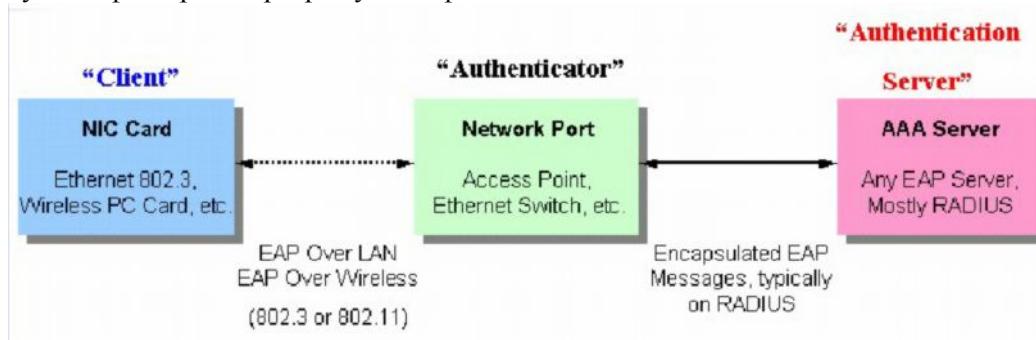 “Client”
“Authenticator”
“Authentication
Server”
NIC Card
Ethernet 802.3,
Wireless PC Card, etc.
Network Port
Access Point,
Ethernet Switch, etc.
AAA Server
Any EAP Server,
Mostly RADIUS
EAP Over LAN
EAP Over Wireless
(802.3 or 802.11)
Encapsulated EAP
Messages, typically
on RADIUS